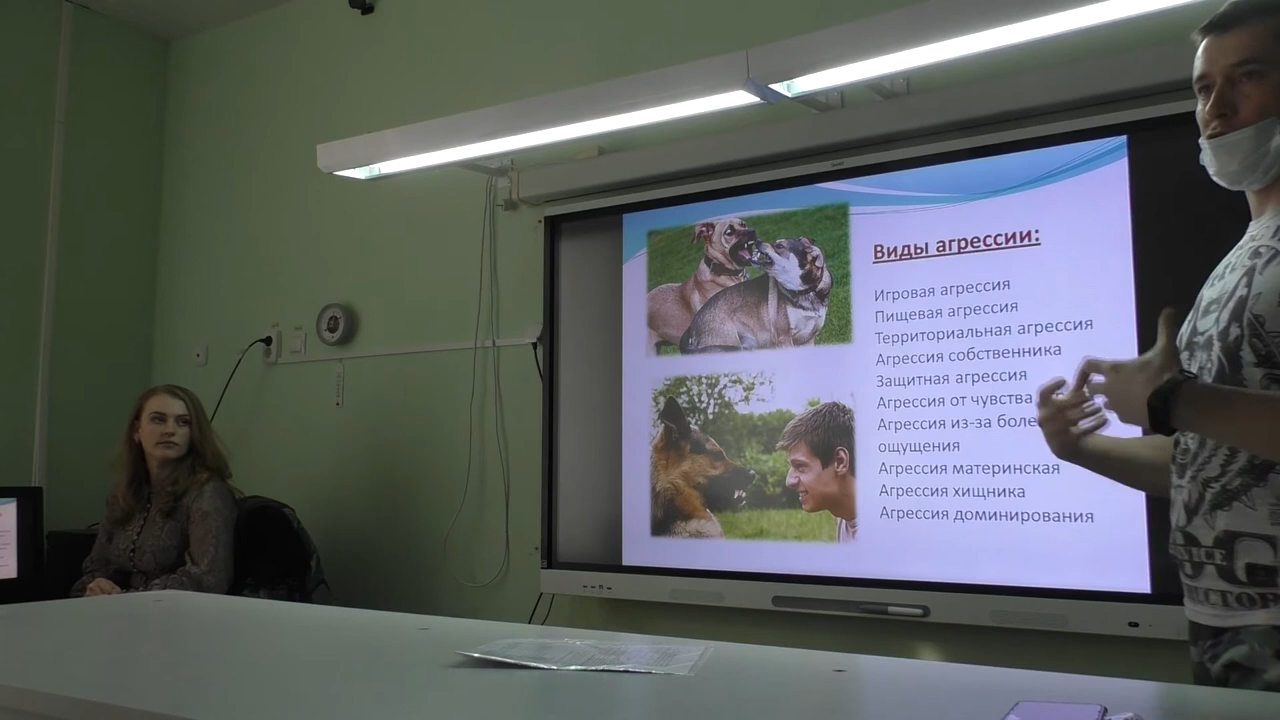 Виды агрессии:
Игровая агрессия
Пищевая агрессия
Территориальная агрессия
Агрессия собственника
Защитная агрессия
Агрессия от чувства
Агрессия из-за боле
ощущения
Агрессия материнская
Агрессия хищника
Агрессия доминирования